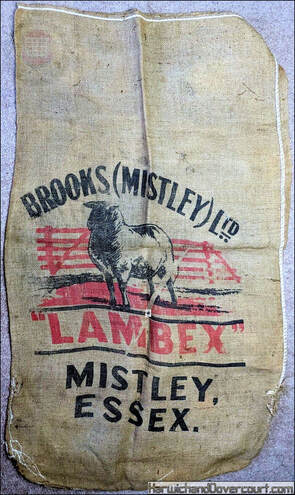 BROOKS (MISTLEY) LTD.
"LAMBEX"
MISTLEY,
ESSEX.
HarwichandDovercourt.com